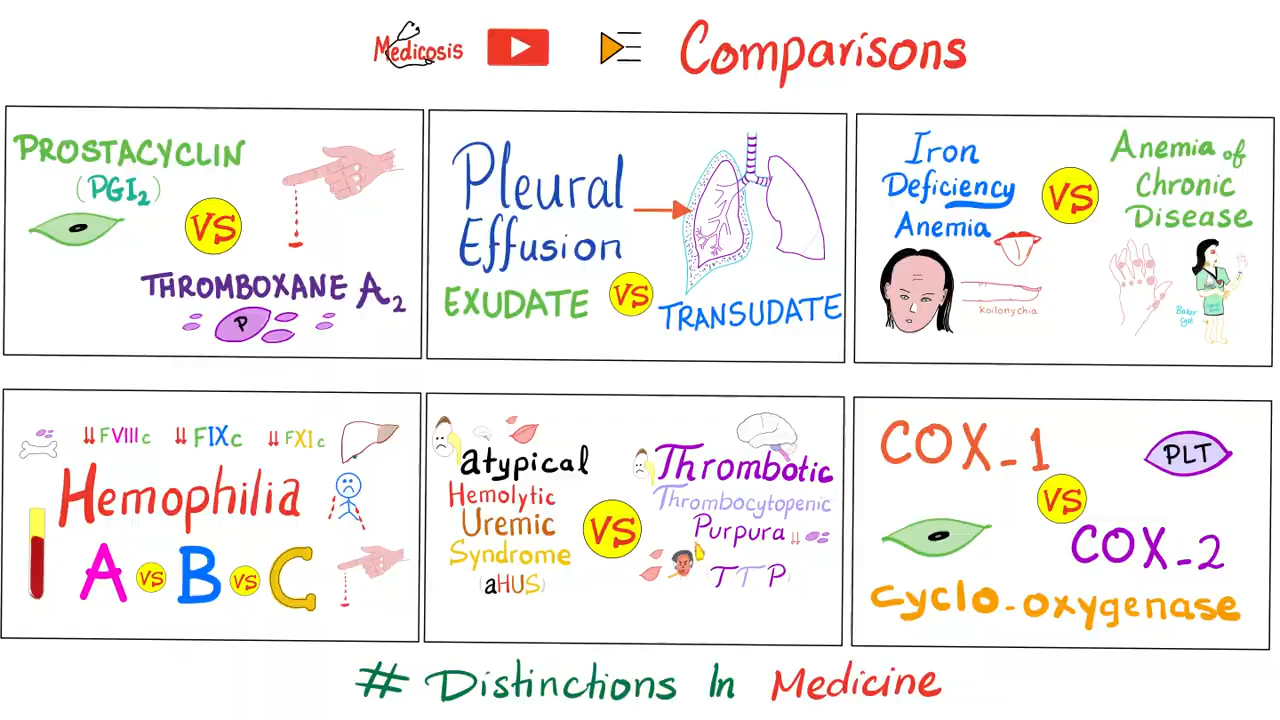 Medicosis
Comparisons
PROSTACYCLIN
(PGI2)
VS
THROMBOXANE A2
P
Pleural
Effusion
EXUDATE VS TRANSUDATE
Iron
Deficiency
Anemia
VS
Anemia of
Chronic
Disease
Koilonychia
Baker
Cyst
↓↓ FVIIIc ↓↓ FIXc ↓↓ FXIc
Hemophilia
A VS B VS C
atypical
Hemolytic
Uremic
Syndrome
(aHUS)
VS
Thrombotic
Thrombocytopenic
Purpura ↓↓
TTP
COX-1
PLT
VS
COX-2
cyclo-oxygenase
# Distinctions In Medicine